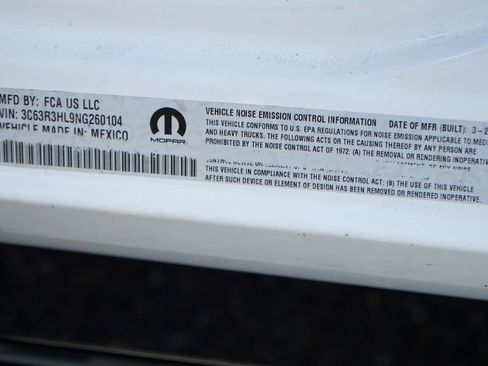 MFD BY: FCA US LLC
VIN: 3C63R3HL9NG260104
VEHICLE MADE IN: MEXICO
MOPAR
VEHICLE NOISE EMISSION CONTROL INFORMATION DATE OF MFR (BUILT): 3-2
THIS VEHICLE CONFORMS TO U.S. EPA REGULATIONS FOR NOISE EMISSION APPLICABLE TO MEDI
AND HEAVY TRUCKS. THE FOLLOWING ACTS OR THE CAUSING THEREOF BY ANY PERSON ARE
PROHIBITED BY THE NOISE CONTROL ACT OF 1972: (A) THE REMOVAL OR RENDERING INOPERATIVE
THIS VEHICLE IN COMPLIANCE WITH THE NOISE CONTROL ACT: (B) THE USE OF THIS VEHICLE
AFTER SUCH DEVICE OR ELEMENT OF DESIGN HAS BEEN REMOVED OR RENDERED INOPERATIVE.